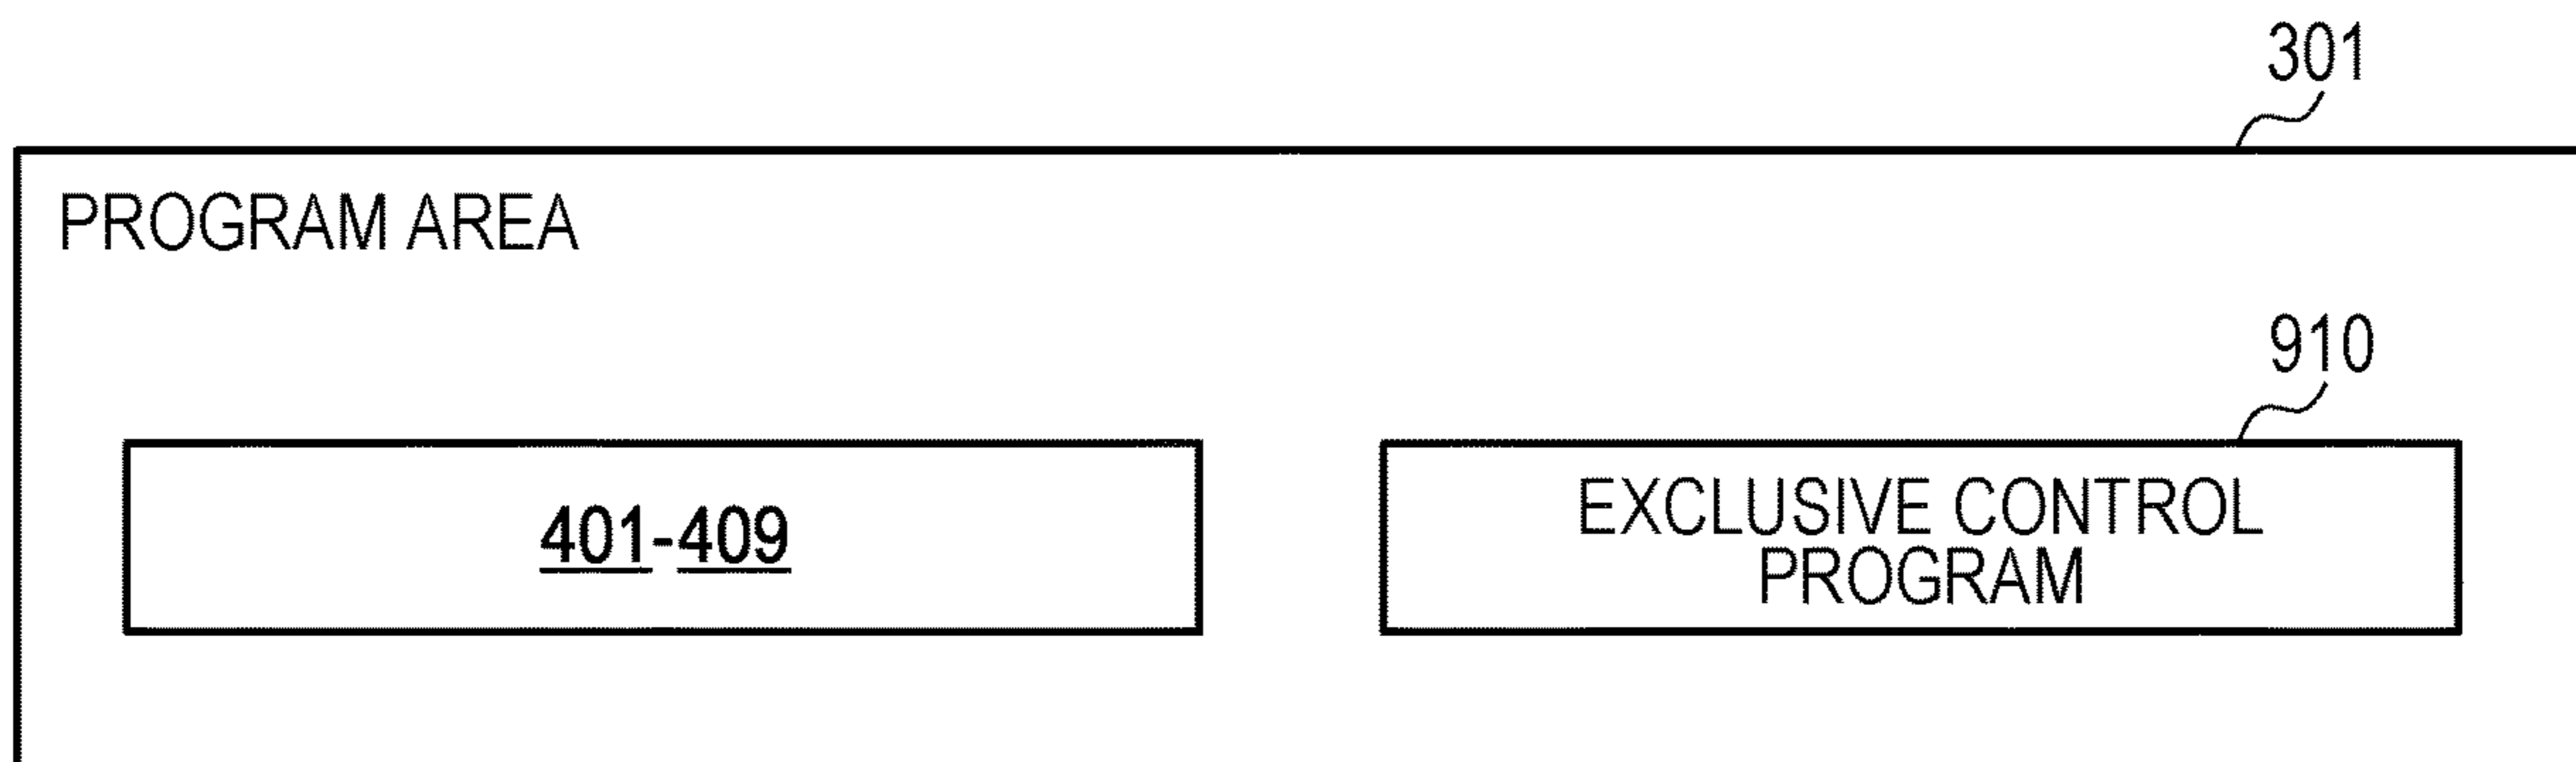 301
PROGRAM AREA
910
401-409
EXCLUSIVE CONTROL
PROGRAM